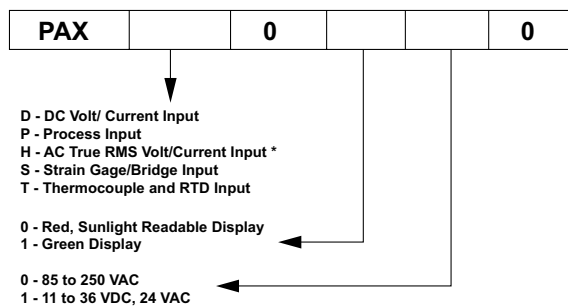 PAX 0 0
D - DC Volt/ Current Input
P - Process Input
H - AC True RMS Volt/Current Input *
S - Strain Gage/Bridge Input
T - Thermocouple and RTD Input
0 - Red, Sunlight Readable Display
1 - Green Display
0 - 85 to 250 VAC
1 - 11 to 36 VDC, 24 VAC